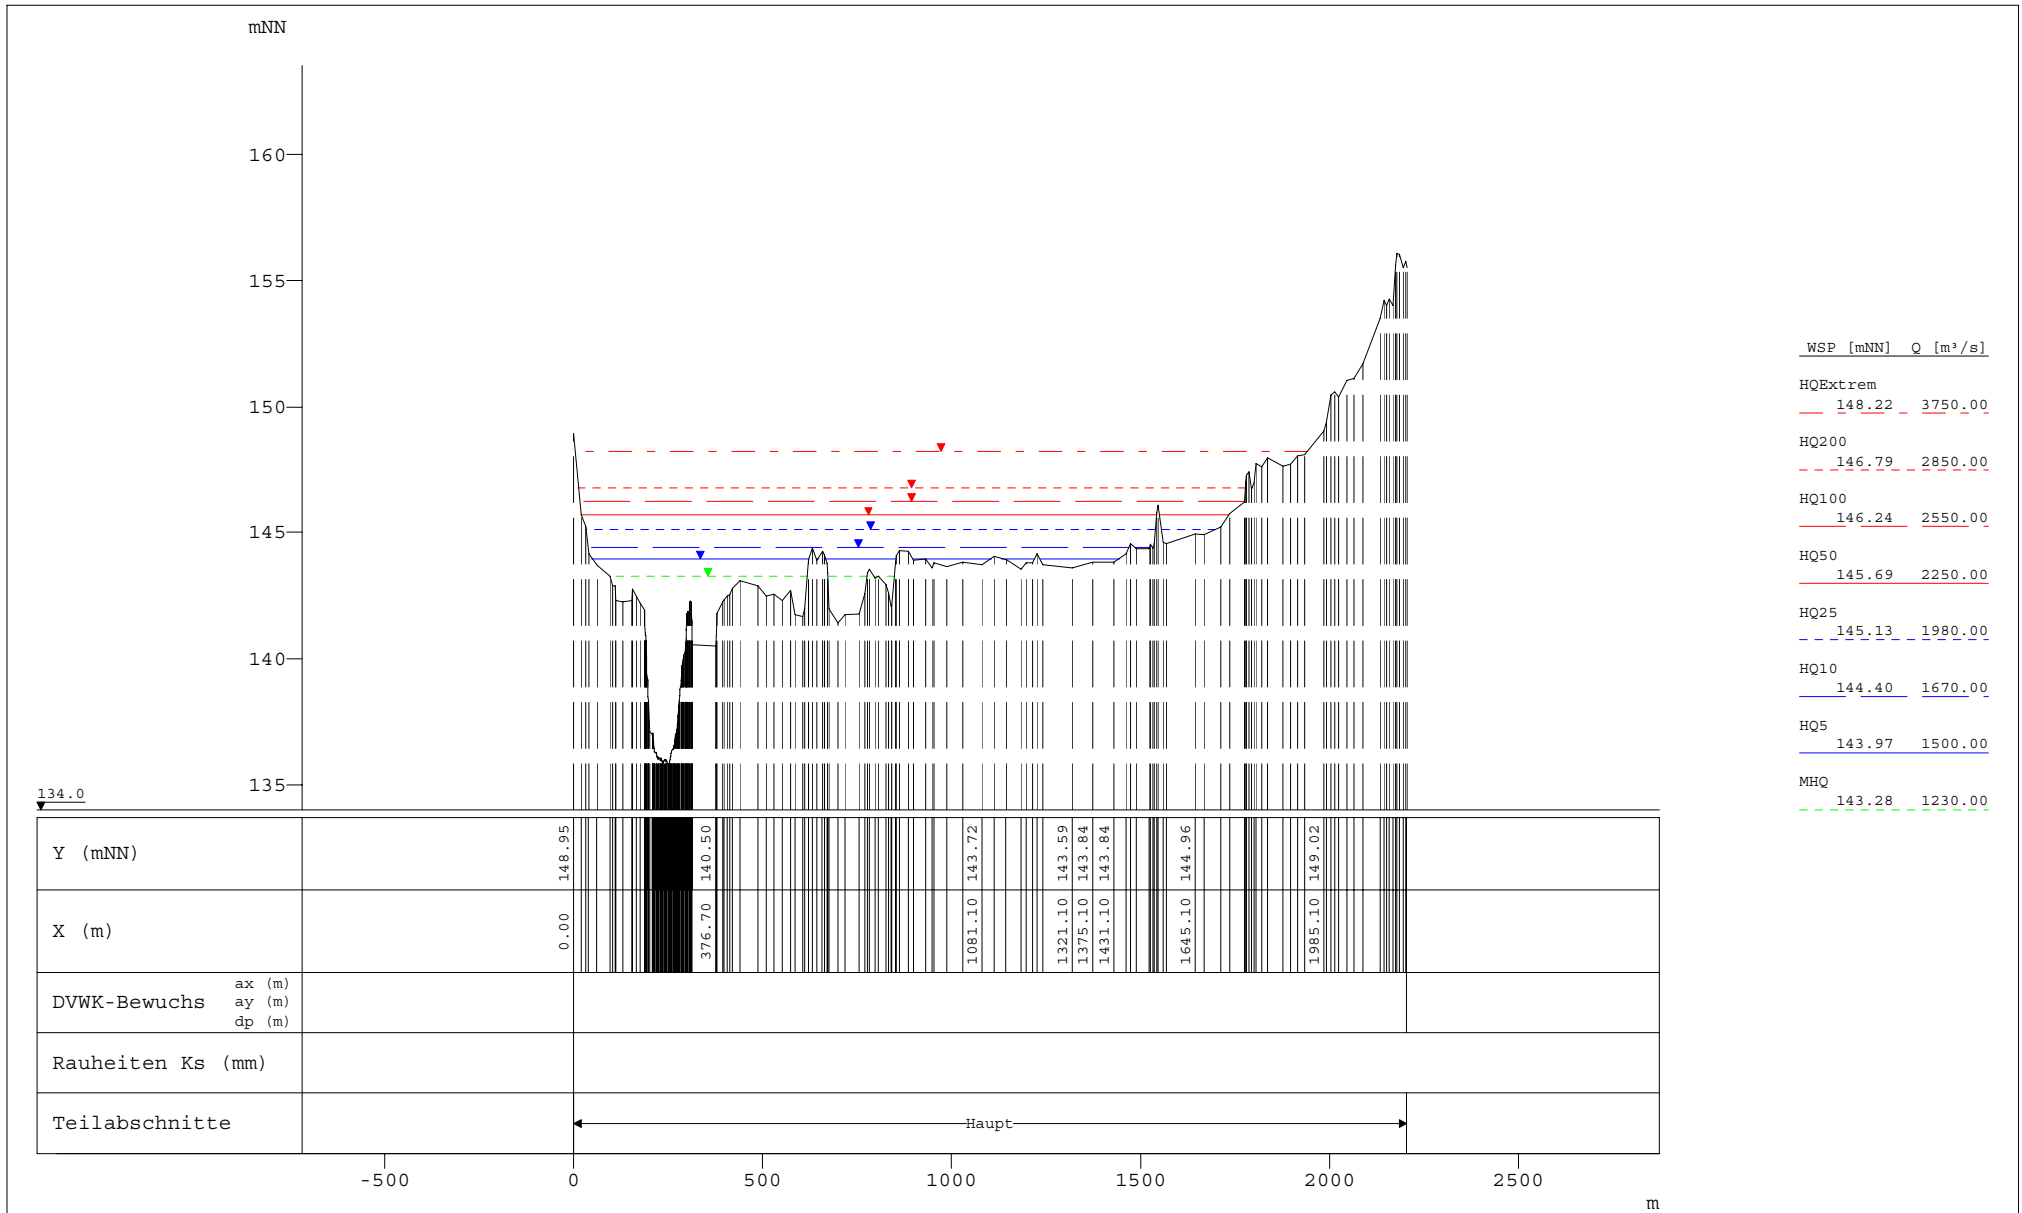 mNN
160
155
150
145
140
135
134.0
WSP [mNN] Q [m³/s]
HQExtrem
148.22 3750.00
HQ200
146.79 2850.00
HQ100
146.24 2550.00
HQ50
145.69 2250.00
HQ25
145.13 1980.00
HQ10
144.40 1670.00
HQ5
143.97 1500.00
MHQ
143.28 1230.00
Y (mNN)
148.95 140.50 143.72 143.59 143.84 143.84 144.96 149.02
X (m)
0.00 376.70 1081.10 1321.10 1375.10 1431.10 1645.10 1985.10
DVWK-Bewuchs
ax (m)
ay (m)
dp (m)
Rauheiten Ks (mm)
Teilabschnitte
Haupt
-500 0 500 1000 1500 2000 2500
m